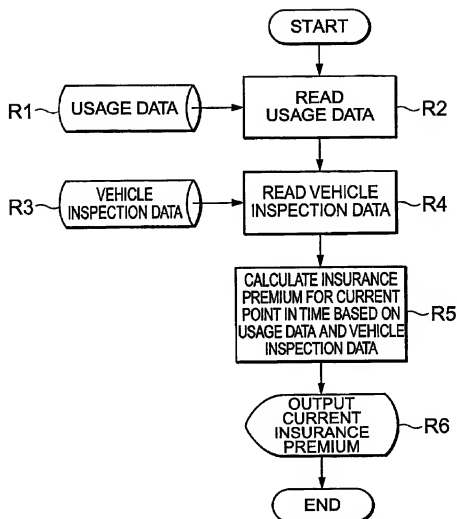 START
R1 USAGE DATA
READ
USAGE DATA
R2
R3 VEHICLE
INSPECTION DATA
READ VEHICLE
INSPECTION DATA
R4
CALCULATE INSURANCE
PREMIUM FOR CURRENT
POINT IN TIME BASED ON
USAGE DATA AND VEHICLE
INSPECTION DATA
R5
OUTPUT
CURRENT
INSURANCE
PREMIUM
R6
END